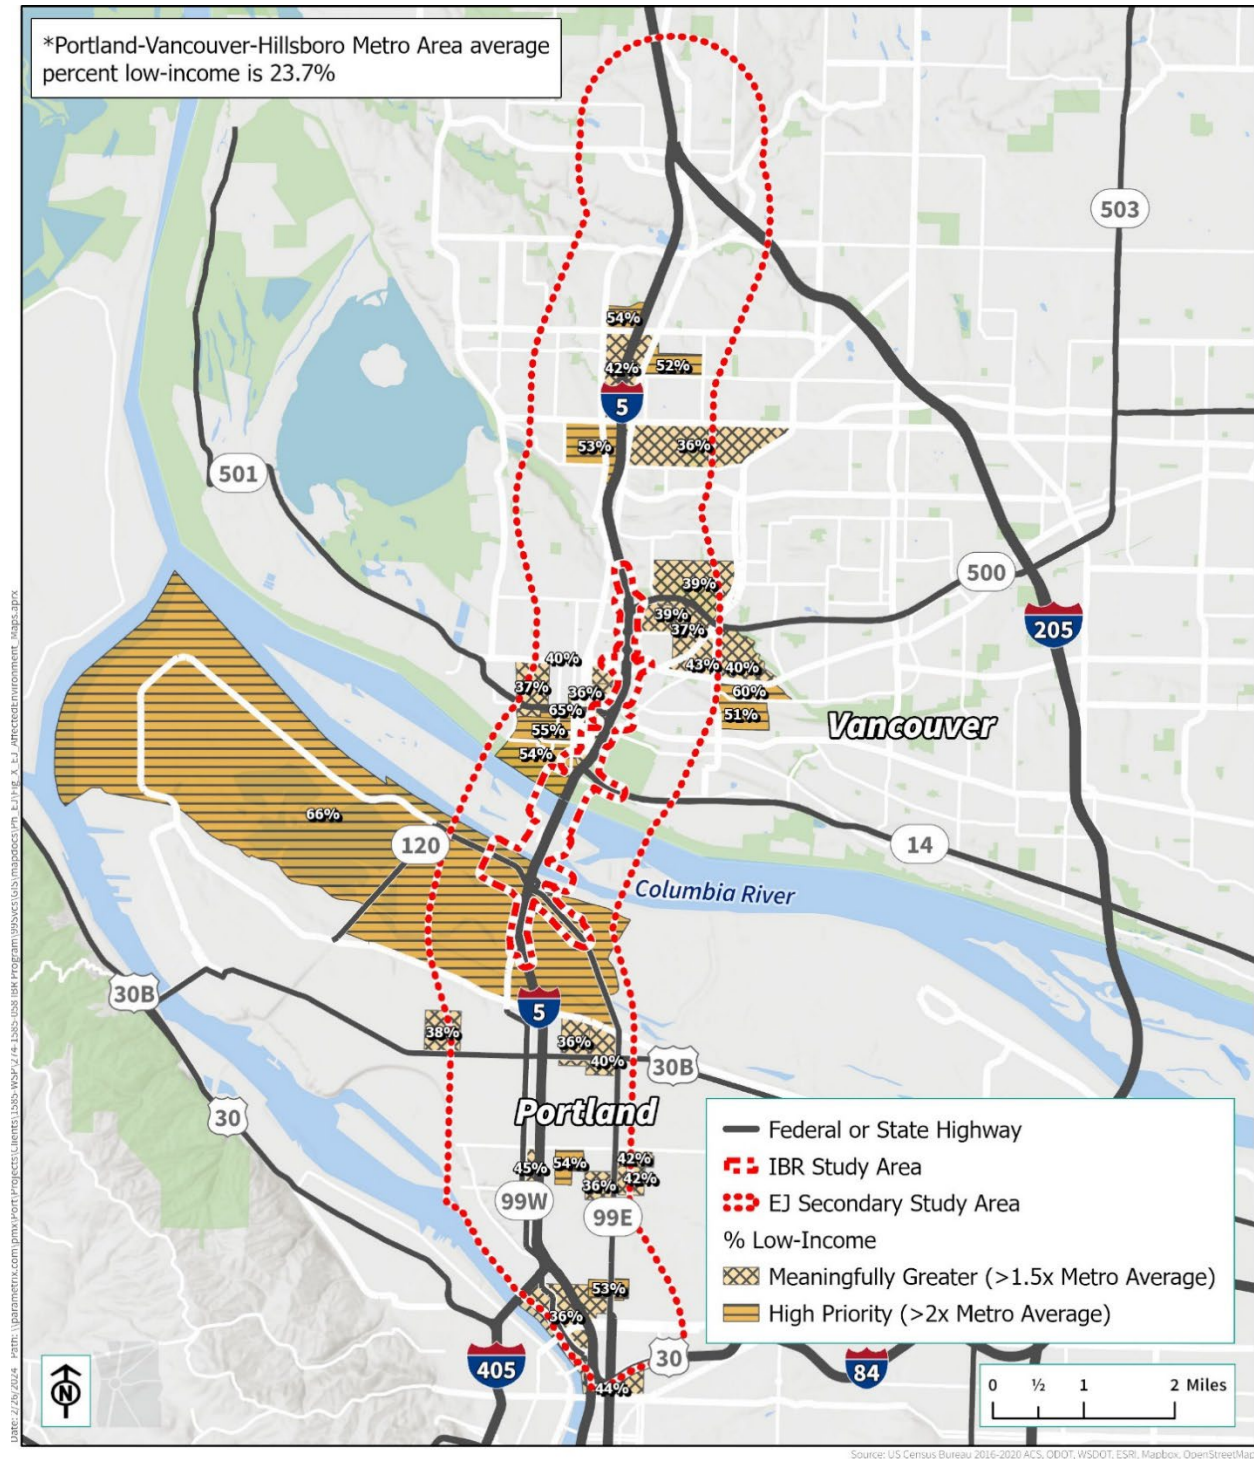 *Portland-Vancouver-Hillsboro Metro Area average
percent low-income is 23.7%
503
54%
42%
52%
5
53%
36%
501
500
39%
39%
37%
205
40%
43%
40%
37%
36%
60%
65%
51%
55%
Vancouver
54%
66%
120
14
Columbia River
30B
5
38%
36%
40%
30B
30
Portland
45%
54%
42%
36%
42%
99W
99E
53%
36%
405
30
84
44%
Federal or State Highway
IBR Study Area
EJ Secondary Study Area
% Low-Income
Meaningfully Greater (>1.5x Metro Average)
High Priority (>2x Metro Average)
N
0 ½ 1 2 Miles
Source: US Census Bureau 2016-2020 ACS, ODOT, WSDOT, ESRI, Mapbox, OpenStreetMap
Date: 2/26/2024